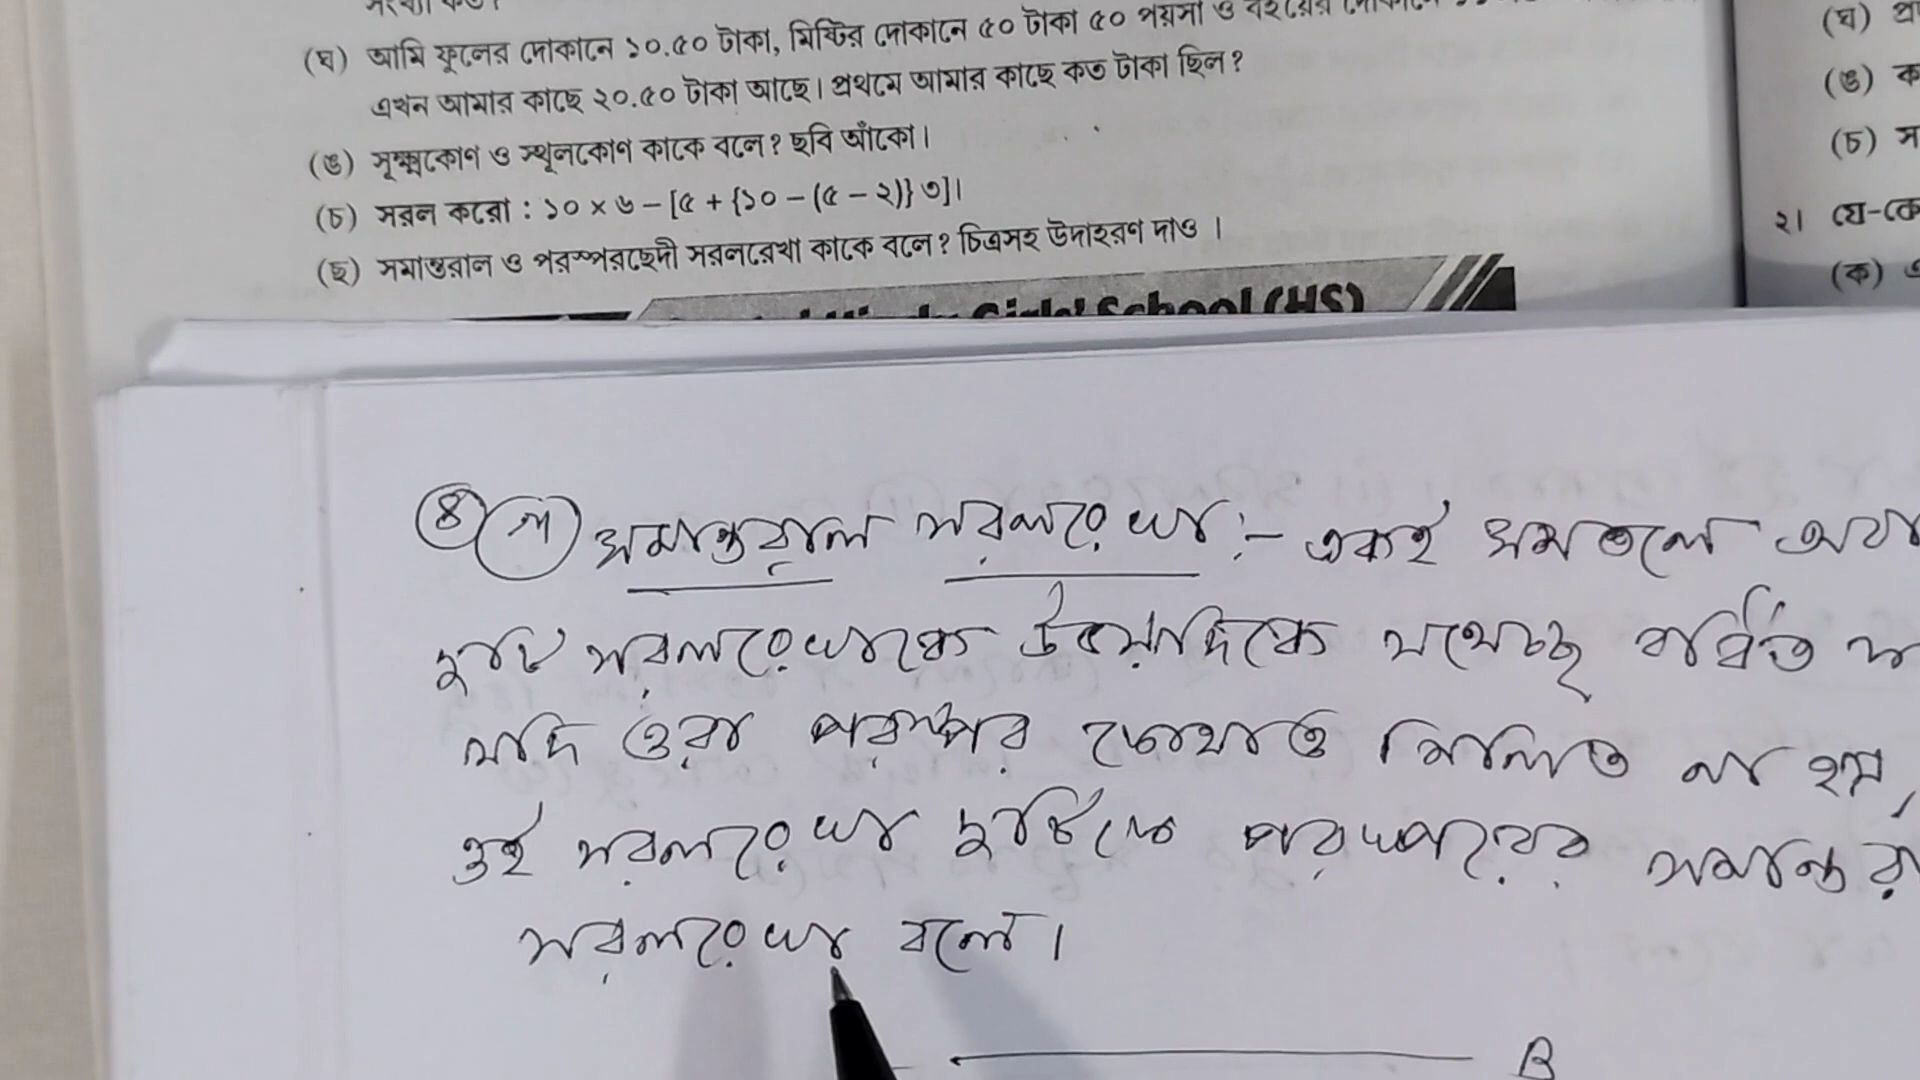 (ঘ) আমি ফুলের দোকানে ১০.৫০ টাকা, মিষ্টির দোকানে ৫০ টাকা ৫০ পয়সা ও বইয়ের দোকানে
এখন আমার কাছে ২০.৫০ টাকা আছে। প্রথমে আমার কাছে কত টাকা ছিল?
(ঙ) সূক্ষ্মকোণ ও স্থূলকোণ কাকে বলে? ছবি আঁকো।
(চ) সরল করো : ১০ × ৬ – [৫ + {১০ – (৫ – ২)} ৩]।
(ছ) সমান্তরাল ও পরস্পরছেদী সরলরেখা কাকে বলে? চিত্রসহ উদাহরণ দাও।
Girls' School (HS)
(ঘ)
(ঙ)
(চ)
২। যে-কো
(ক)
সমান্তরাল সরলরেখা :- একই সমতলে
দুটি সরলরেখাকে উভয়দিকে যথেচ্ছ বর্ধিত
যদি ওরা পরস্পর কোথাও মিলিত না হয়,
ওই সরলরেখা দুটিকে পরস্পরের সমান্তরা
সরলরেখা বলে।
B